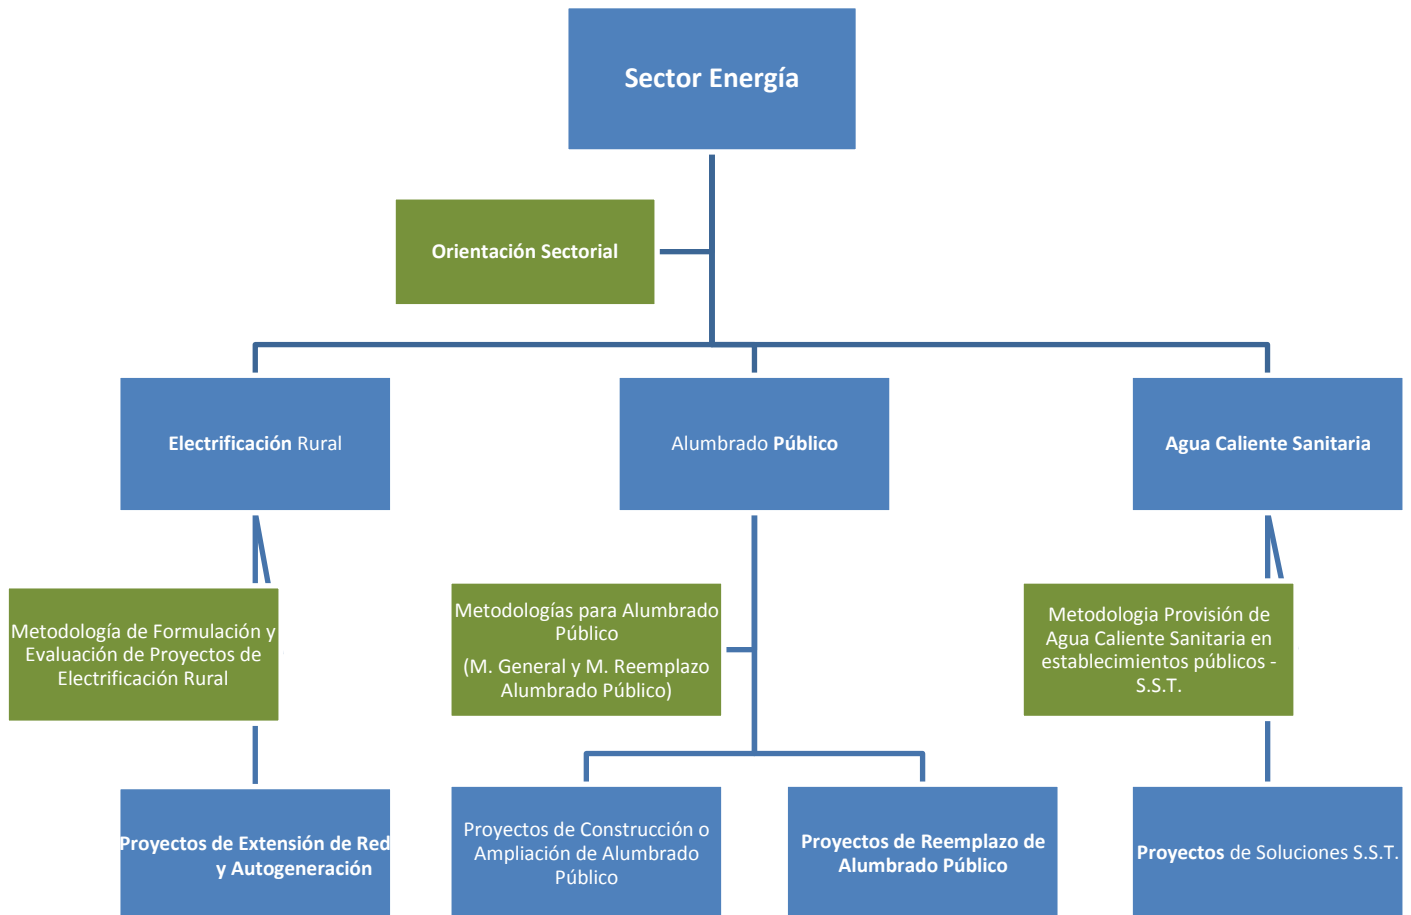 Sector Energía
Orientación Sectorial
Electrificación Rural
Alumbrado Público
Agua Caliente Sanitaria
Metodología de Formulación y
Evaluación de Proyectos de
Electrificación Rural
Metodologías para Alumbrado
Público
(M. General y M. Reemplazo
Alumbrado Público)
Metodologia Provisión de
Agua Caliente Sanitaria en
establecimientos públicos -
S.S.T.
Proyectos de Extensión de Red
y Autogeneración
Proyectos de Construcción o
Ampliación de Alumbrado
Público
Proyectos de Reemplazo de
Alumbrado Público
Proyectos de Soluciones S.S.T.